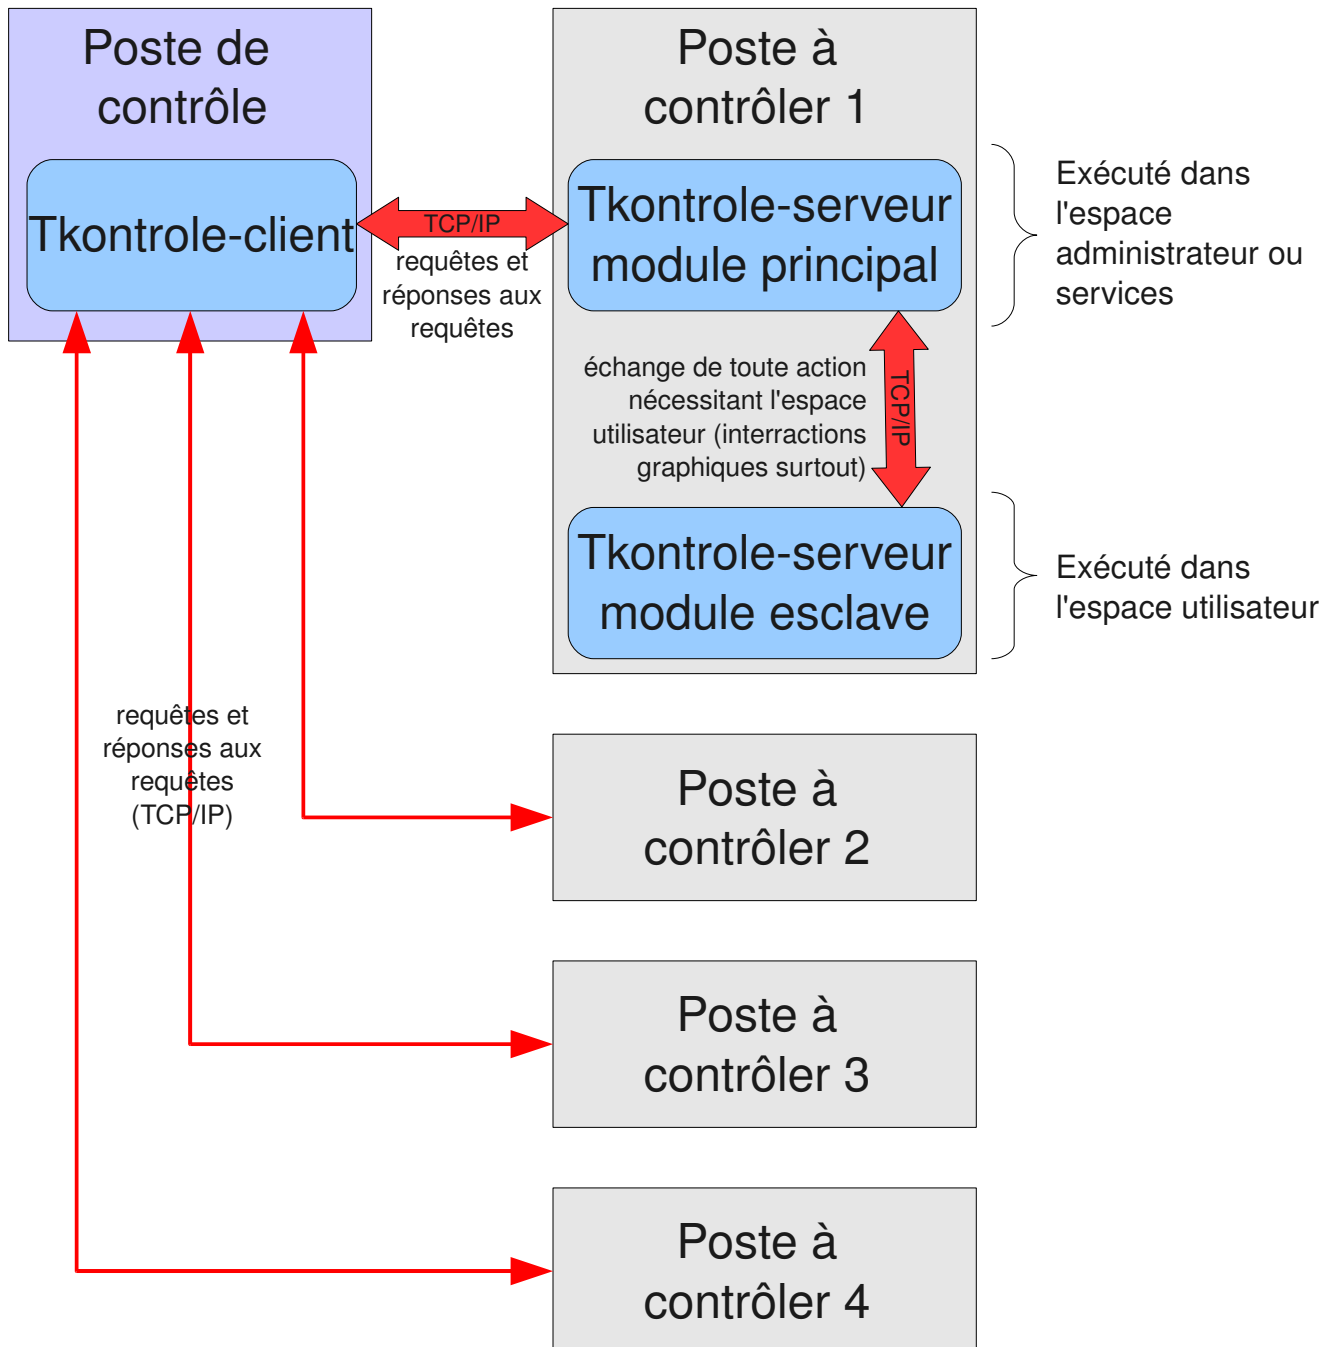 Poste de
contrôle
Tkontrole-client
TCP/IP
requêtes et
réponses aux
requêtes
Poste à
contrôler 1
Tkontrole-serveur
module principal
Exécuté dans
l'espace
administrateur ou
services
échange de toute action
nécessitant l'espace
utilisateur (interractions
graphiques surtout)
TCP/IP
Tkontrole-serveur
module esclave
Exécuté dans
l'espace utilisateur
requêtes et
réponses aux
requêtes
(TCP/IP)
Poste à
contrôler 2
Poste à
contrôler 3
Poste à
contrôler 4